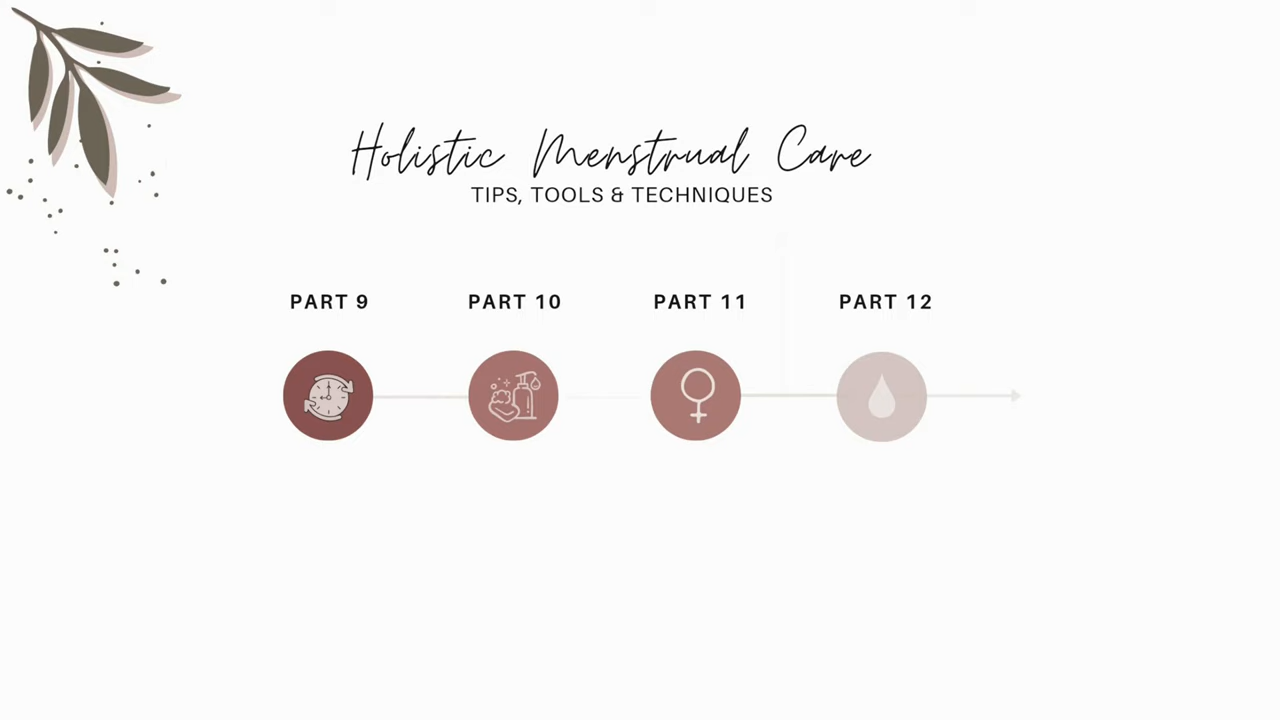 Holistic Menstrual Care
TIPS, TOOLS & TECHNIQUES
PART 9
PART 10
PART 11
PART 12